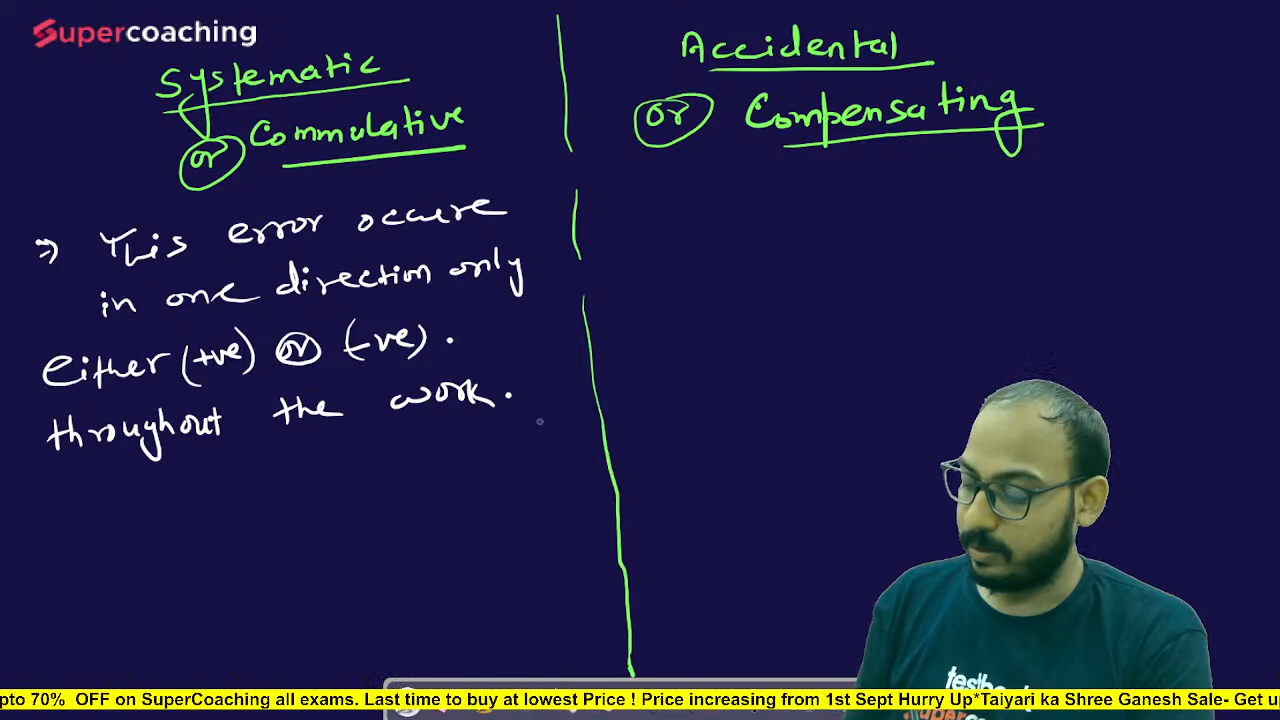 Supercoaching
Systematic
or Commulative
⇒ This error occure
in one direction only
either (+ve) or (-ve).
throughout the work.
Accidental
or Compensating
pto 70% OFF on SuperCoaching all exams. Last time to buy at lowest Price ! Price increasing from 1st Sept Hurry Up*Taiyari ka Shree Ganesh Sale- Get u